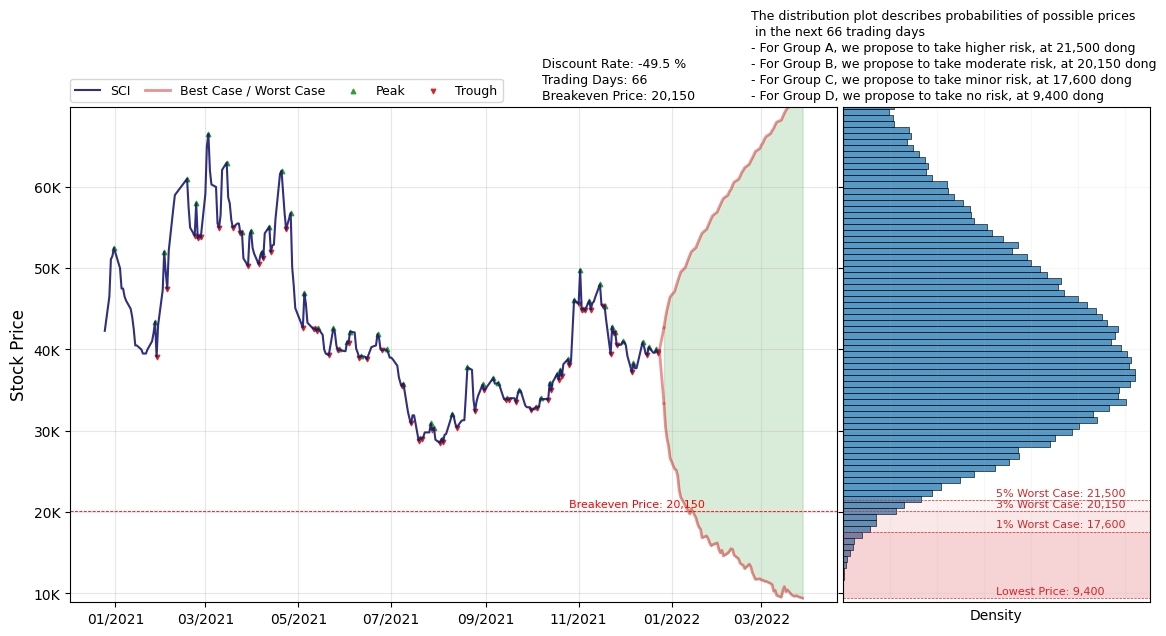 The distribution plot describes probabilities of possible prices
in the next 66 trading days
- For Group A, we propose to take higher risk, at 21,500 dong
- For Group B, we propose to take moderate risk, at 20,150 dong
- For Group C, we propose to take minor risk, at 17,600 dong
- For Group D, we propose to take no risk, at 9,400 dong
Discount Rate: -49.5 %
Trading Days: 66
Breakeven Price: 20,150
SCI
Best Case / Worst Case
Peak
Trough
Stock Price
60K
50K
40K
30K
20K
10K
Breakeven Price: 20,150
01/2021
03/2021
05/2021
07/2021
09/2021
11/2021
01/2022
03/2022
5% Worst Case: 21,500
3% Worst Case: 20,150
1% Worst Case: 17,600
Lowest Price: 9,400
Density